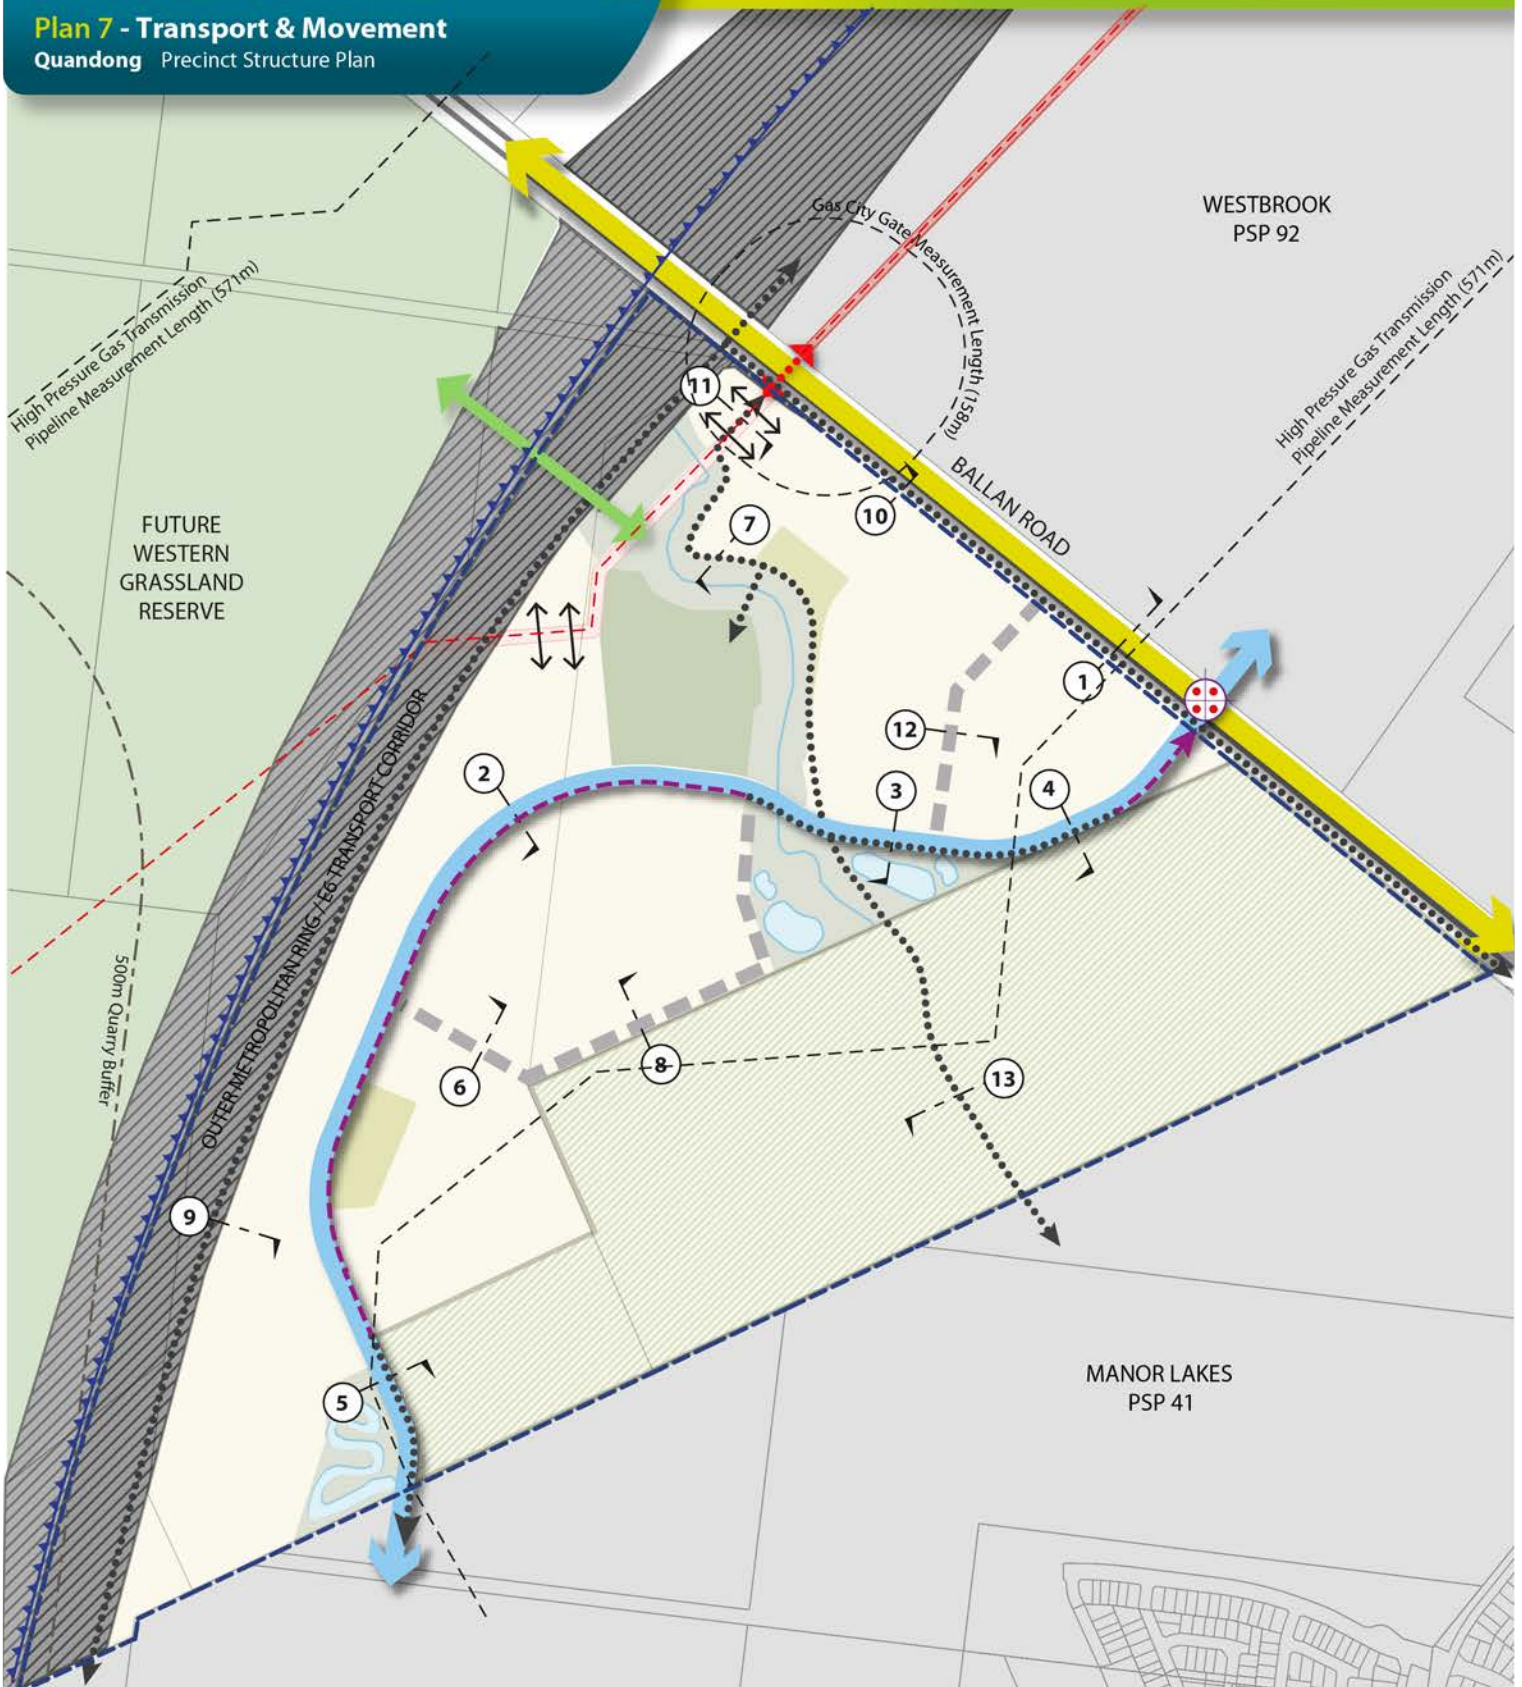 Plan 7 - Transport & Movement
Quandong Precinct Structure Plan
WESTBROOK
PSP 92
Gas City Gate Measurement Length (158m)
High Pressure Gas Transmission
Pipeline Measurement Length (571m)
High Pressure Gas Transmission
Pipeline Measurement Length (571m)
11
BALLAN ROAD
10
7
FUTURE
WESTERN
GRASSLAND
RESERVE
1
12
2
3
4
OUTER METROPOLITAN RING / E6 TRANSPORT CORRIDOR
500m Quarry Buffer
6
8
13
9
5
MANOR LAKES
PSP 41